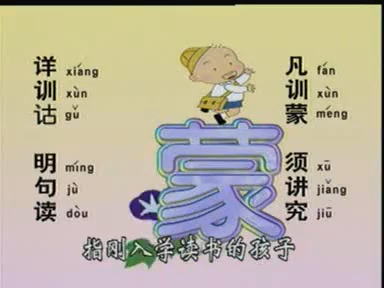 凡训蒙
fán xùn méng
须讲究
xū jiǎng jiū
详训诂
xiáng xùn gǔ
明句读
míng jù dòu
蒙
指刚入学读书的孩子